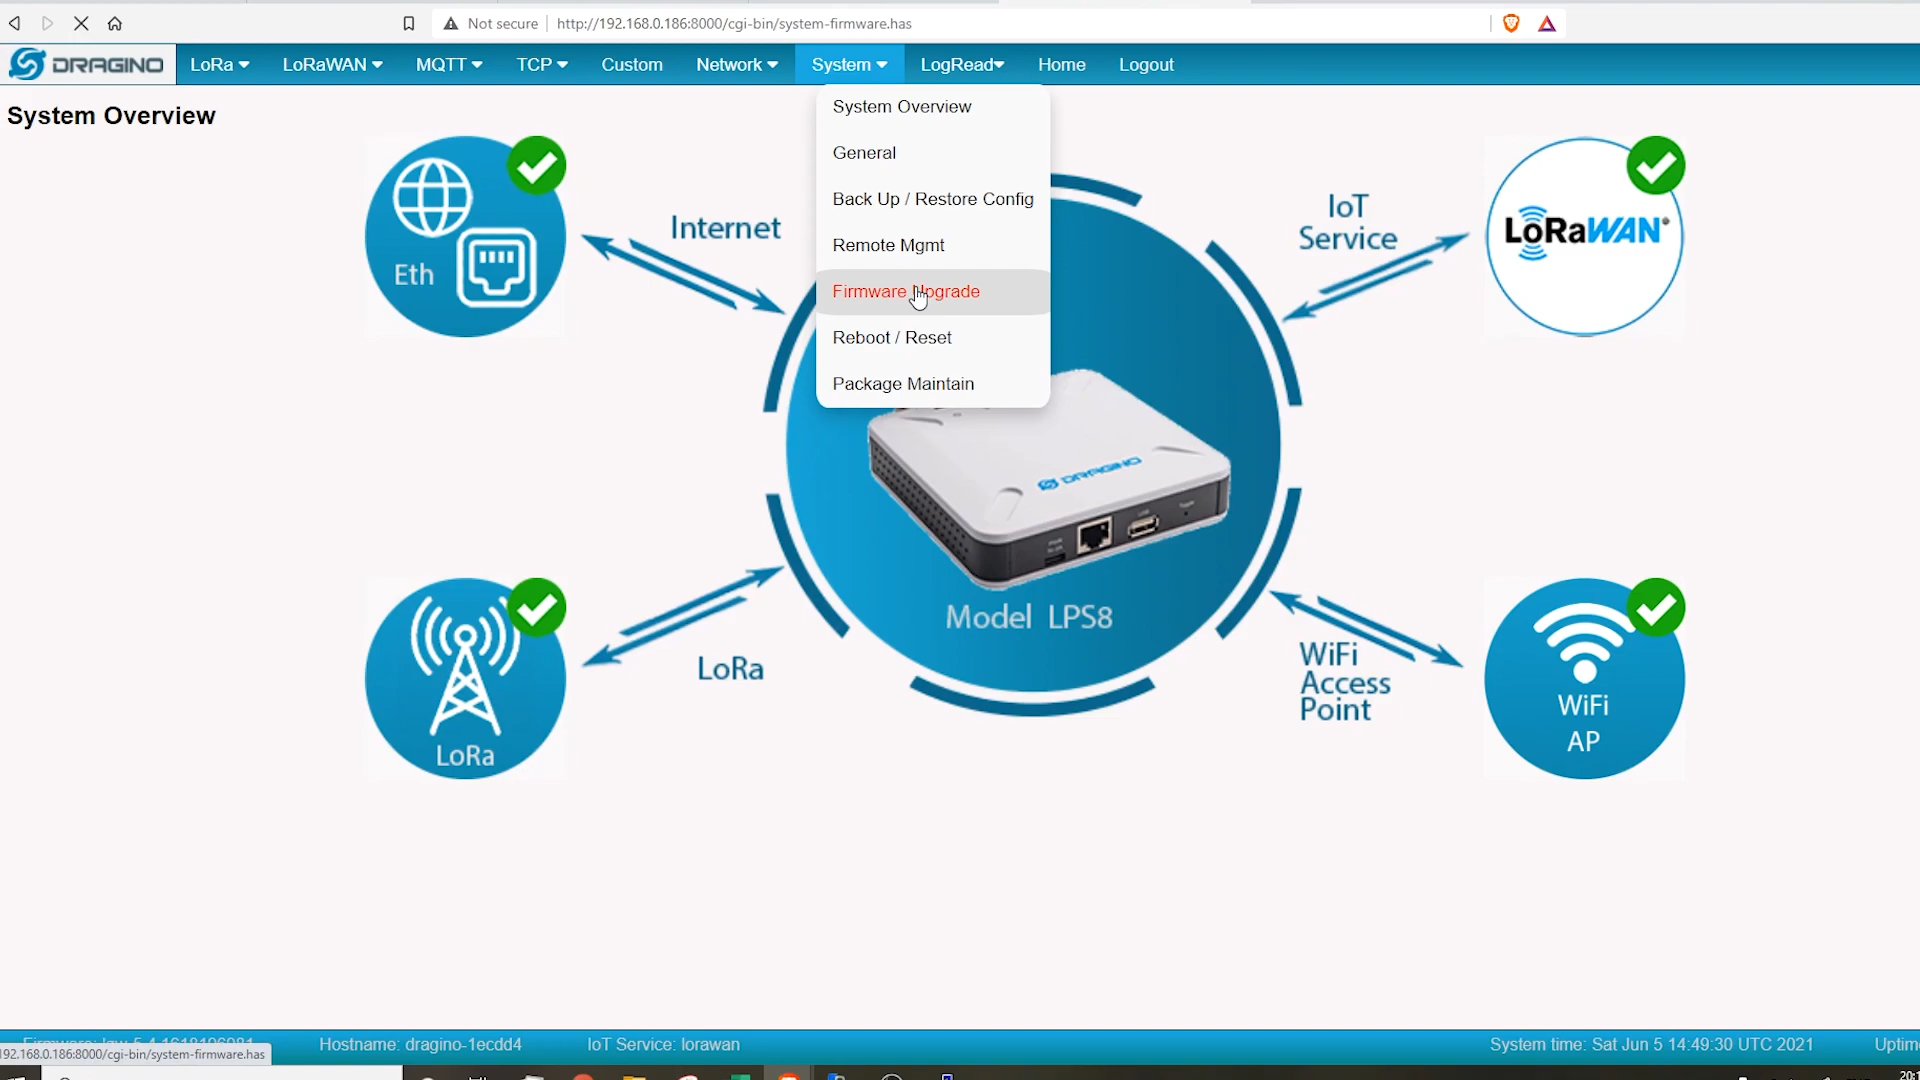 Not secure http://192.168.0.186:8000/cgi-bin/system-firmware.has
DRAGINO LoRa LoRaWAN MQTT TCP Custom Network System LogRead Home Logout
System Overview
System Overview
General
Back Up / Restore Config
Remote Mgmt
Firmware Upgrade
Reboot / Reset
Package Maintain
Eth
Internet
IoT
Service
LoRaWAN
DRAGINO
Model LPS8
LoRa
LoRa
WiFi
Access
Point
WiFi
AP
Hostname: dragino-1ecdd4 IoT Service: lorawan System time: Sat Jun 5 14:49:30 UTC 2021
192.168.0.186:8000/cgi-bin/system-firmware.has